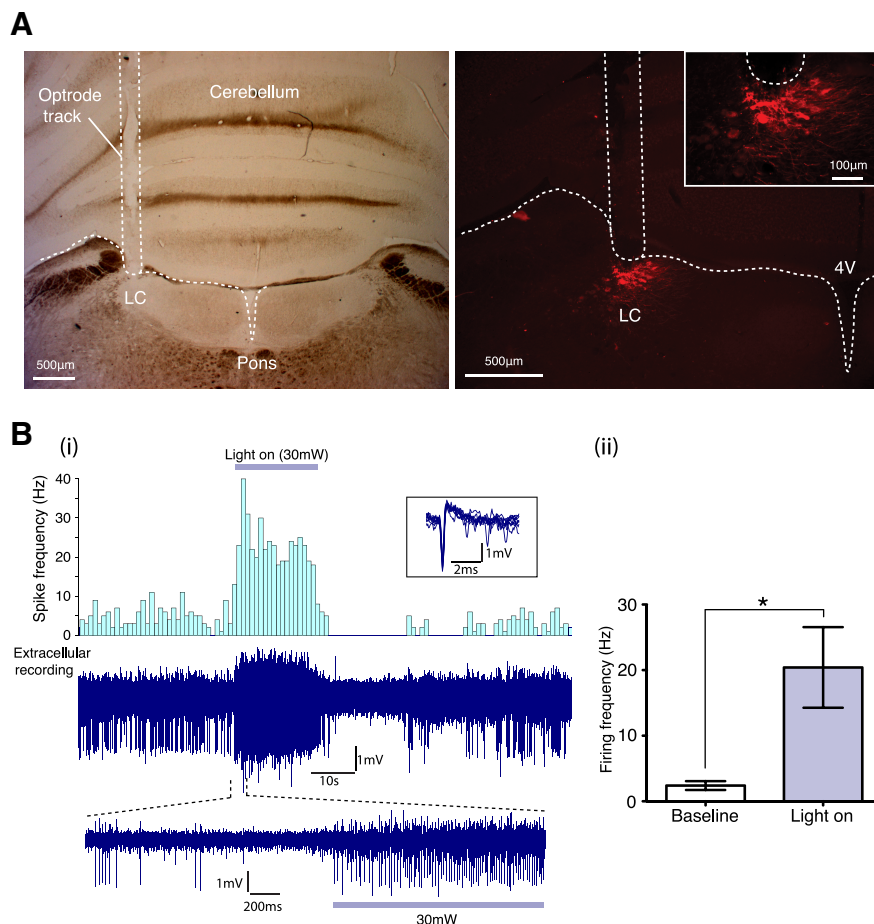 A
Optrode
track
Cerebellum
LC
Pons
500µm
100µm
4V
LC
500µm
B
(i)
Light on (30mW)
Spike frequency (Hz)
40
30
20
10
0
1mV
2ms
Extracellular
recording
1mV
10s
1mV
200ms
30mW
(ii)
Firing frequency (Hz)
30
20
10
0
*
Baseline
Light on